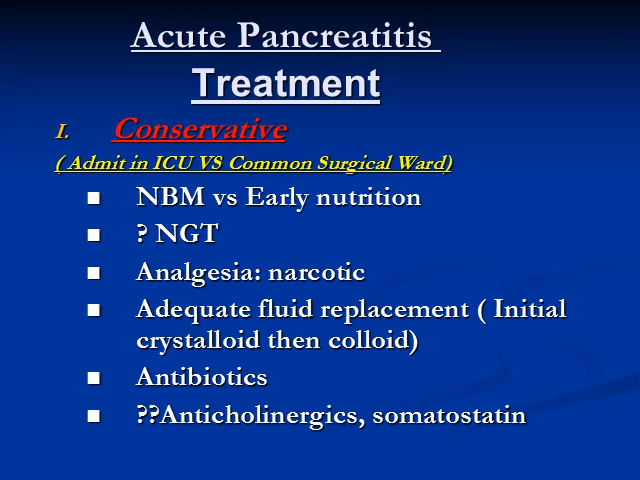 Acute Pancreatitis
Treatment
I. Conservative
( Admit in ICU VS Common Surgical Ward)
■ NBM vs Early nutrition
■ ? NGT
■ Analgesia: narcotic
■ Adequate fluid replacement ( Initial
crystalloid then colloid)
■ Antibiotics
■ ??Anticholinergics, somatostatin